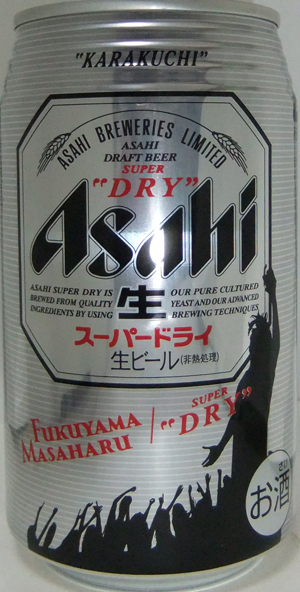 "KARAKUCHI"
ASAHI BREWERIES LIMITED
ASAHI
DRAFT BEER
SUPER
"DRY"
Asahi
ASAHI SUPER DRY IS
BREWED FROM QUALITY
INGREDIENTS BY USING
生
OUR PURE CULTURED
YEAST AND OUR ADVANCED
BREWING TECHNIQUES
スーパードライ
生ビール(非熱処理)
FUKUYAMA
MASAHARU
SUPER
"DRY"
さけ
お酒